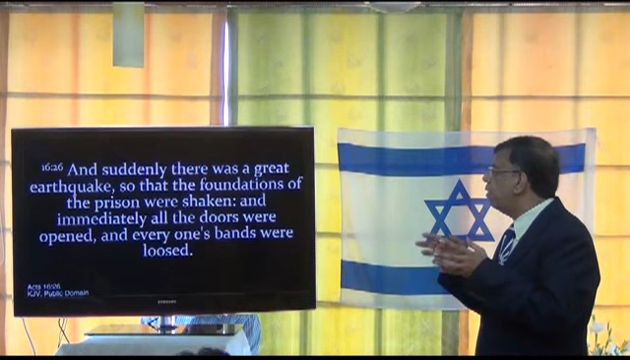 16:26 And suddenly there was a great
earthquake, so that the foundations of
the prison were shaken: and
immediately all the doors were
opened, and every one's bands were
loosed.
Acts 16:26
KJV, Public Domain
SAMSUNG